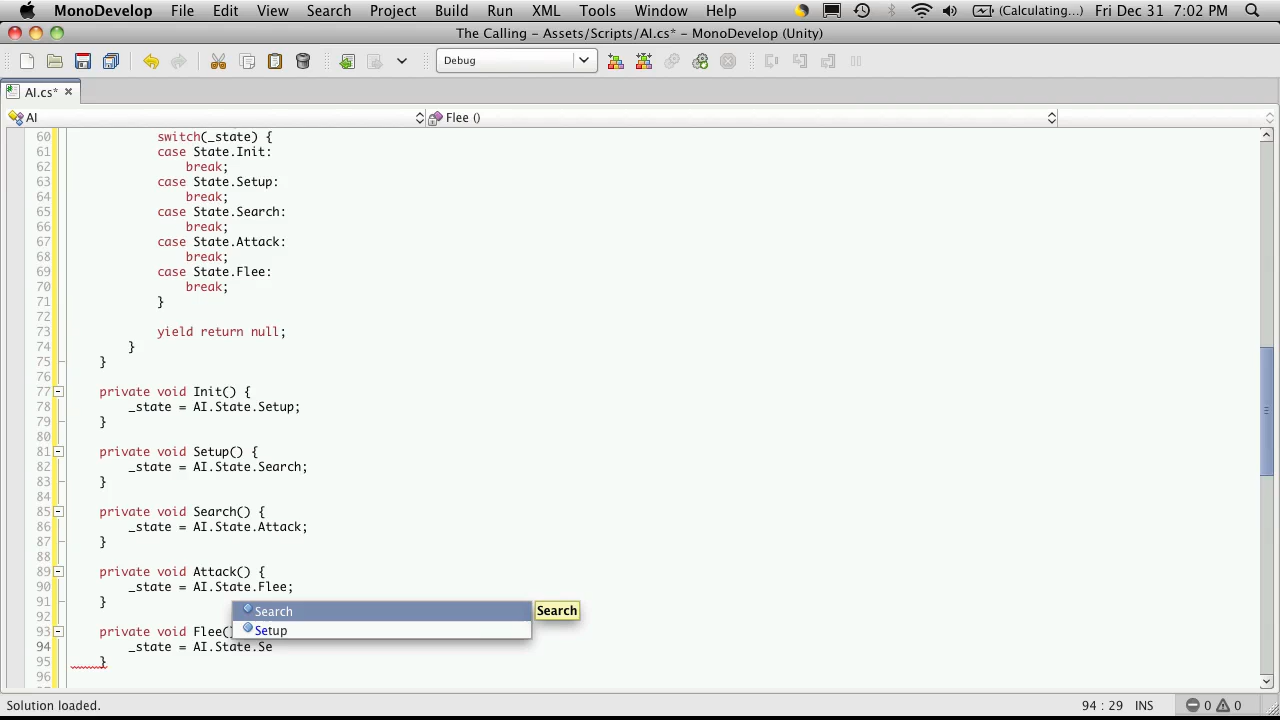 MonoDevelop File Edit View Search Project Build Run XML Tools Window Help (Calculating...) Fri Dec 31 7:02 PM
The Calling - Assets/Scripts/AI.cs* - MonoDevelop (Unity)
Debug
AI.cs*
AI Flee ()
60 switch(_state) {
61 case State.Init:
62 break;
63 case State.Setup:
64 break;
65 case State.Search:
66 break;
67 case State.Attack:
68 break;
69 case State.Flee:
70 break;
71 }
72
73 yield return null;
74 }
75 }
76
77 private void Init() {
78 _state = AI.State.Setup;
79 }
80
81 private void Setup() {
82 _state = AI.State.Search;
83 }
84
85 private void Search() {
86 _state = AI.State.Attack;
87 }
88
89 private void Attack() {
90 _state = AI.State.Flee;
91 }
Search Search
92
Setup
93 private void Flee()
94 _state = AI.State.Se
95 }
96
Solution loaded. 94 : 29 INS 0 0